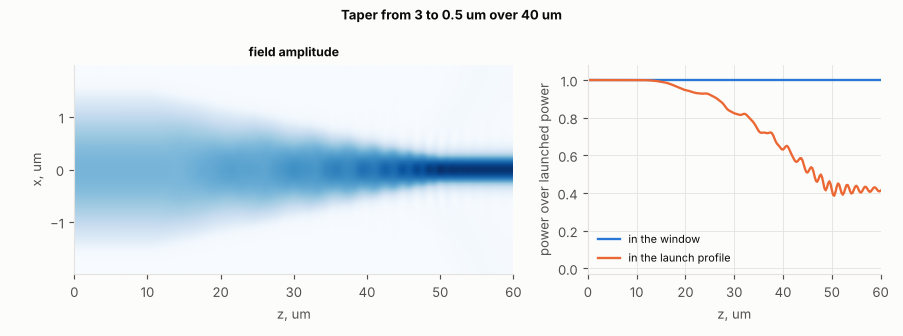 Taper from 3 to 0.5 um over 40 um
field amplitude
x, um
1
0
−1
0 10 20 30 40 50 60
z, um
power over launched power
1.0
0.8
0.6
0.4
0.2
0.0
in the window
in the launch profile
0 10 20 30 40 50 60
z, um